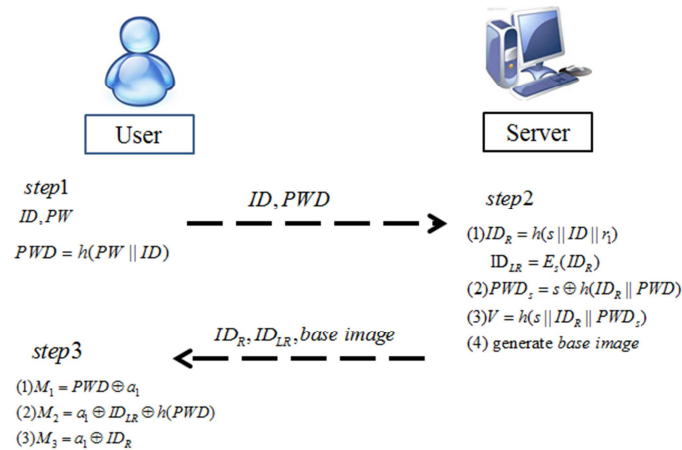 User
Server
step1
ID, PW
PWD = h(PW || ID)
ID, PWD
step2
(1) ID_R = h(s || ID || r_1)
ID_LR = E_s(ID_R)
(2) PWD_s = s ⊕ h(ID_R || PWD)
(3) V = h(s || ID_R || PWD_s)
(4) generate base image
ID_R, ID_LR, base image
step3
(1) M_1 = PWD ⊕ a_1
(2) M_2 = a_1 ⊕ ID_LR ⊕ h(PWD)
(3) M_3 = a_1 ⊕ ID_R